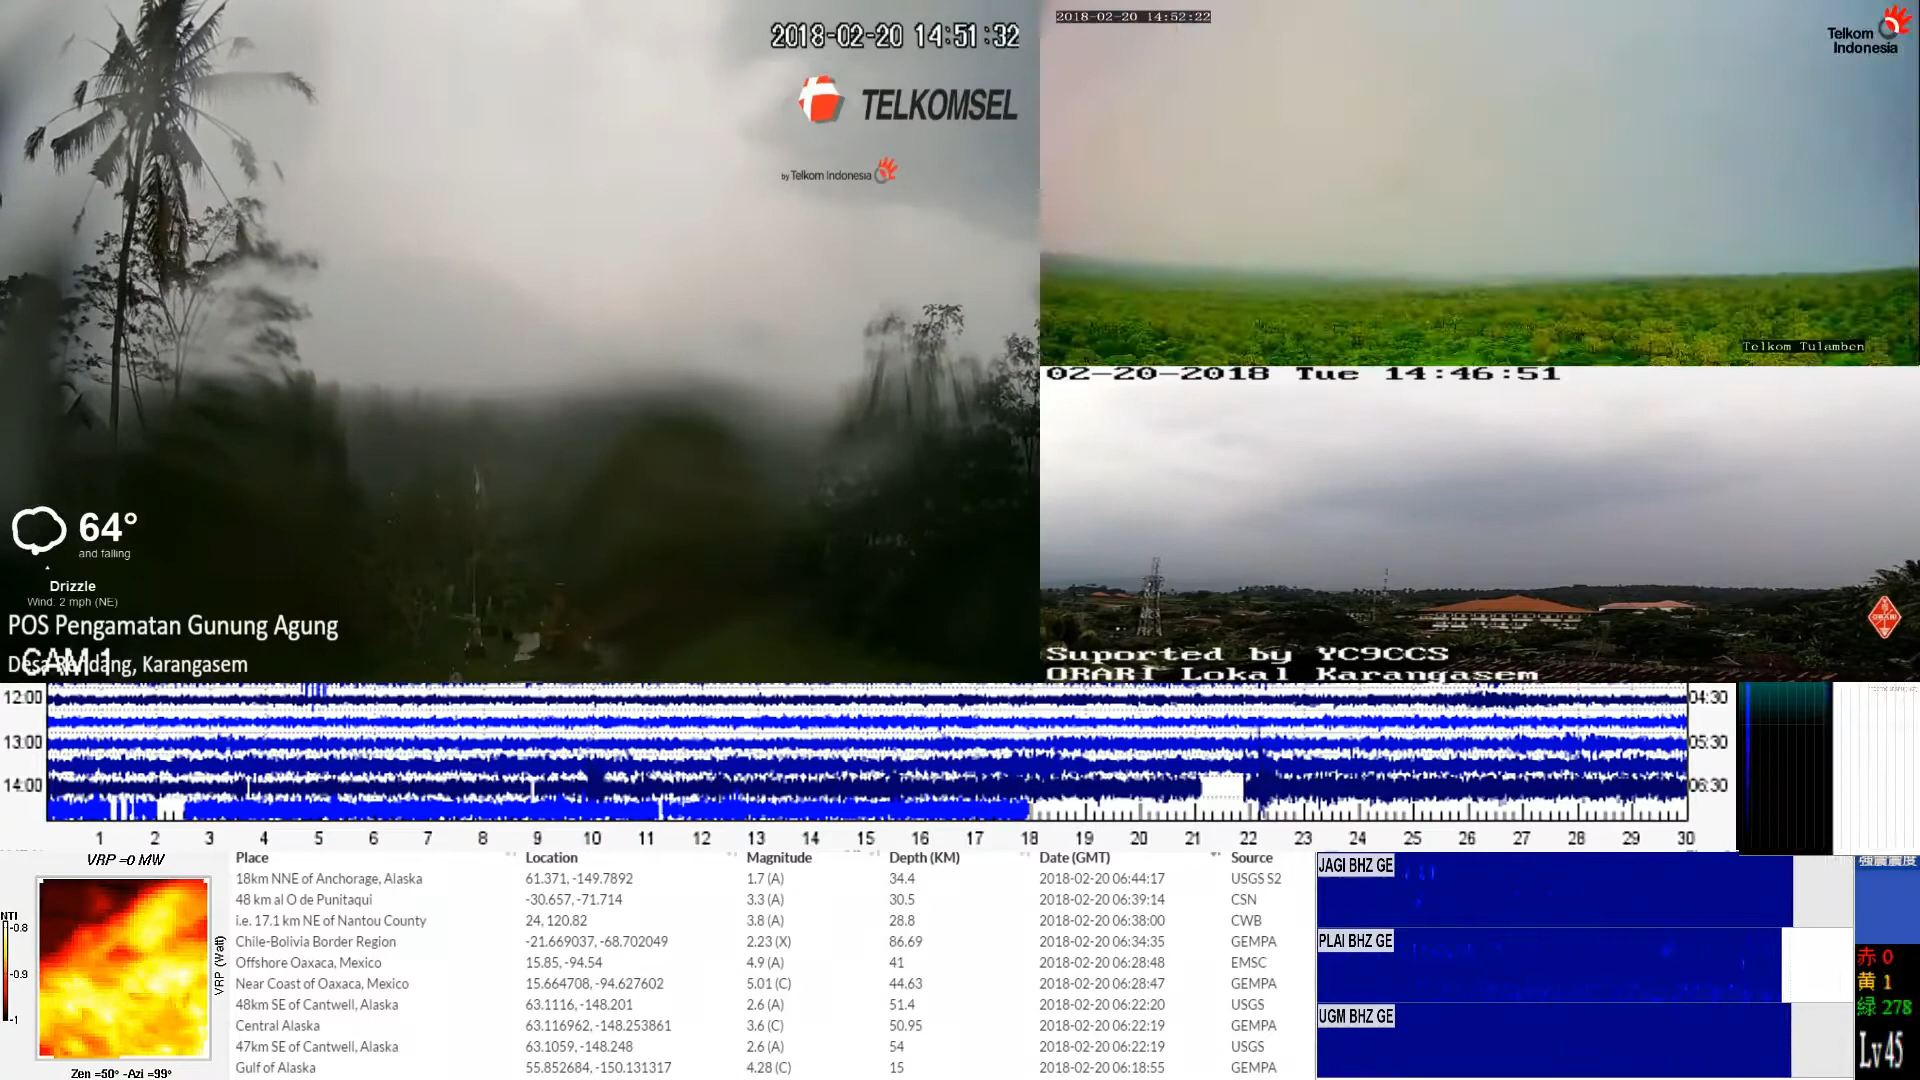 2018-02-20 14:51:32
TELKOMSEL
by Telkom Indonesia
64°
and falling
Drizzle
Wind: 2 mph (NE)
POS Pengamatan Gunung Agung
CAM 1
Desa Rendang, Karangasem
2018-02-20 14:52:22
Telkom
Indonesia
Telkom Tulamben
02-20-2018 Tue 14:46:51
ORARI
Suported by YC9CCS
ORARI Lokal Karangasem
12:00 04:30
13:00 05:30
14:00 06:30
1 2 3 4 5 6 7 8 9 10 11 12 13 14 15 16 17 18 19 20 21 22 23 24 25 26 27 28 29 30
VRP =0 MW
NTI
-0.8
-0.9
-1
VRP (Watt)
Zen =50° -Azi =99°
Place Location Magnitude Depth (KM) Date (GMT) Source
18km NNE of Anchorage, Alaska 61.371, -149.7892 1.7 (A) 34.4 2018-02-20 06:44:17 USGS S2
48 km al O de Punitaqui -30.657, -71.714 3.3 (A) 30.5 2018-02-20 06:39:14 CSN
i.e. 17.1 km NE of Nantou County 24, 120.82 3.8 (A) 28.8 2018-02-20 06:38:00 CWB
Chile-Bolivia Border Region -21.669037, -68.702049 2.23 (X) 86.69 2018-02-20 06:34:35 GEMPA
Offshore Oaxaca, Mexico 15.85, -94.54 4.9 (A) 41 2018-02-20 06:28:48 EMSC
Near Coast of Oaxaca, Mexico 15.664708, -94.627602 5.01 (C) 44.63 2018-02-20 06:28:47 GEMPA
48km SE of Cantwell, Alaska 63.1116, -148.201 2.6 (A) 51.4 2018-02-20 06:22:20 USGS
Central Alaska 63.116962, -148.253861 3.6 (C) 50.95 2018-02-20 06:22:19 GEMPA
47km SE of Cantwell, Alaska 63.1059, -148.248 2.6 (A) 54 2018-02-20 06:22:19 USGS
Gulf of Alaska 55.852684, -150.131317 4.28 (C) 15 2018-02-20 06:18:55 GEMPA
JAGI BHZ GE
PLAI BHZ GE
UGM BHZ GE
強震震度
赤 0
黄 1
緑 278
Lv45